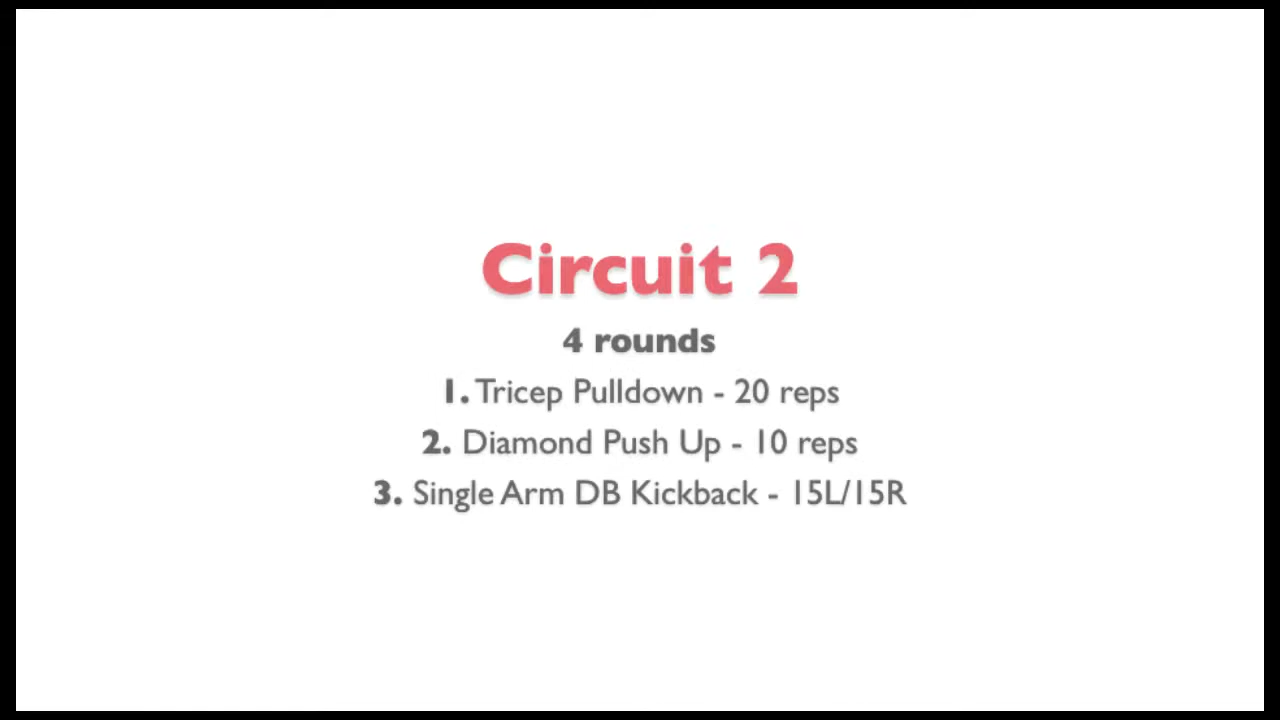 Circuit 2
4 rounds
1. Tricep Pulldown - 20 reps
2. Diamond Push Up - 10 reps
3. Single Arm DB Kickback - 15L/15R